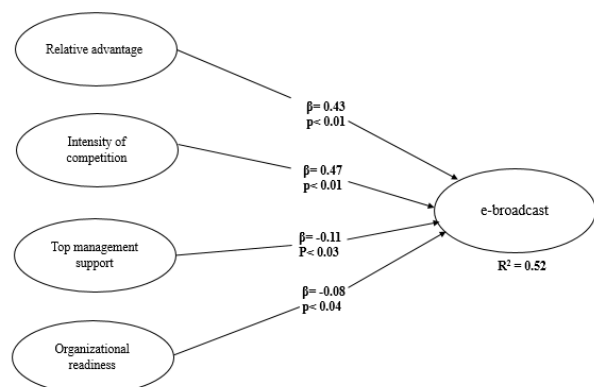 Relative advantage
β= 0.43
p< 0.01
Intensity of
competition
β= 0.47
p< 0.01
e-broadcast
Top management
support
β= -0.11
P< 0.03
R² = 0.52
β= -0.08
p< 0.04
Organizational
readiness